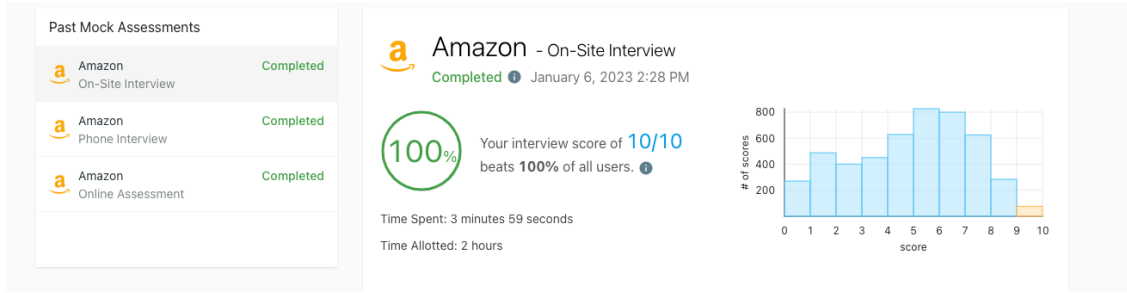 Past Mock Assessments
Amazon Completed
On-Site Interview
Amazon Completed
Phone Interview
Amazon Completed
Online Assessment
a Amazon - On-Site Interview
Completed i January 6, 2023 2:28 PM
100%
Your interview score of 10/10
beats 100% of all users. i
Time Spent: 3 minutes 59 seconds
Time Allotted: 2 hours
# of scores
800
600
400
200
0 1 2 3 4 5 6 7 8 9 10
score